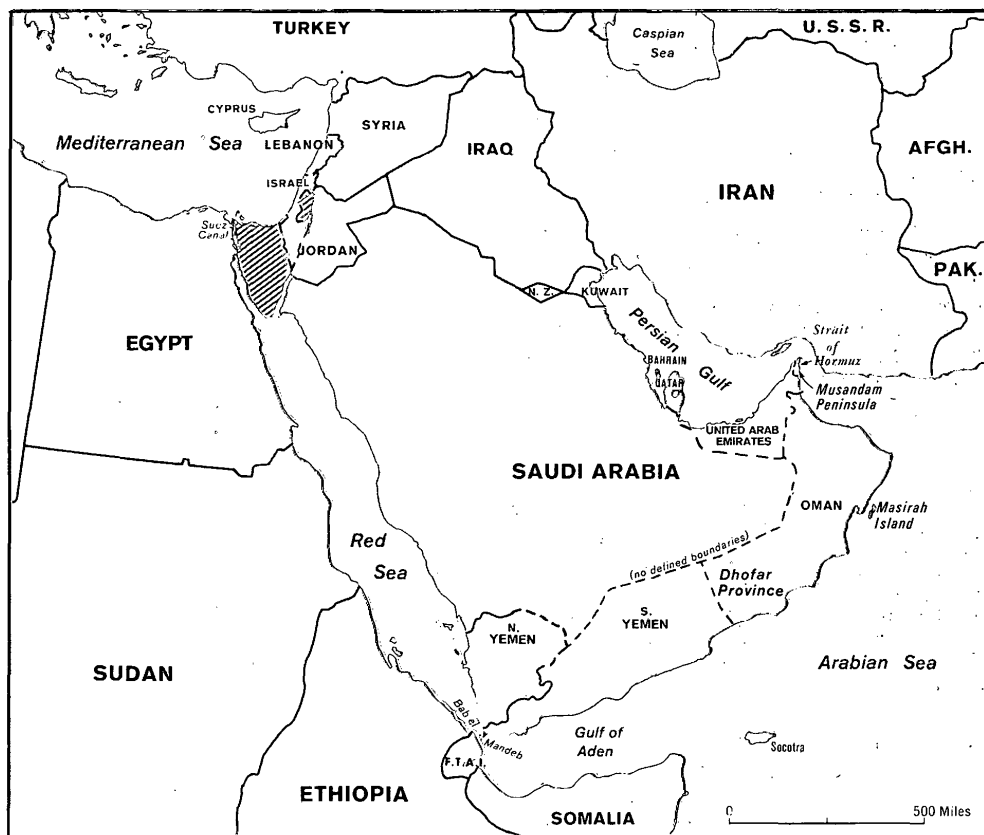 TURKEY
Caspian
Sea
U. S. S. R.
CYPRUS
SYRIA
Mediterranean Sea
LEBANON
IRAQ
AFGH.
ISRAEL
IRAN
Suez
Canal
JORDAN
PAK.
N. Z.
KUWAIT
EGYPT
Persian
Gulf
Strait
of
Hormuz
BAHRAIN
QATAR
Musandam
Peninsula
UNITED ARAB
EMIRATES
SAUDI ARABIA
OMAN
Masirah
Island
Red
Sea
(no defined boundaries)
Dhofar
Province
N.
YEMEN
S.
YEMEN
SUDAN
Arabian Sea
Bab el
Mandeb
Gulf of
Aden
Socotra
F.T.A.I.
ETHIOPIA
SOMALIA
0 500 Miles